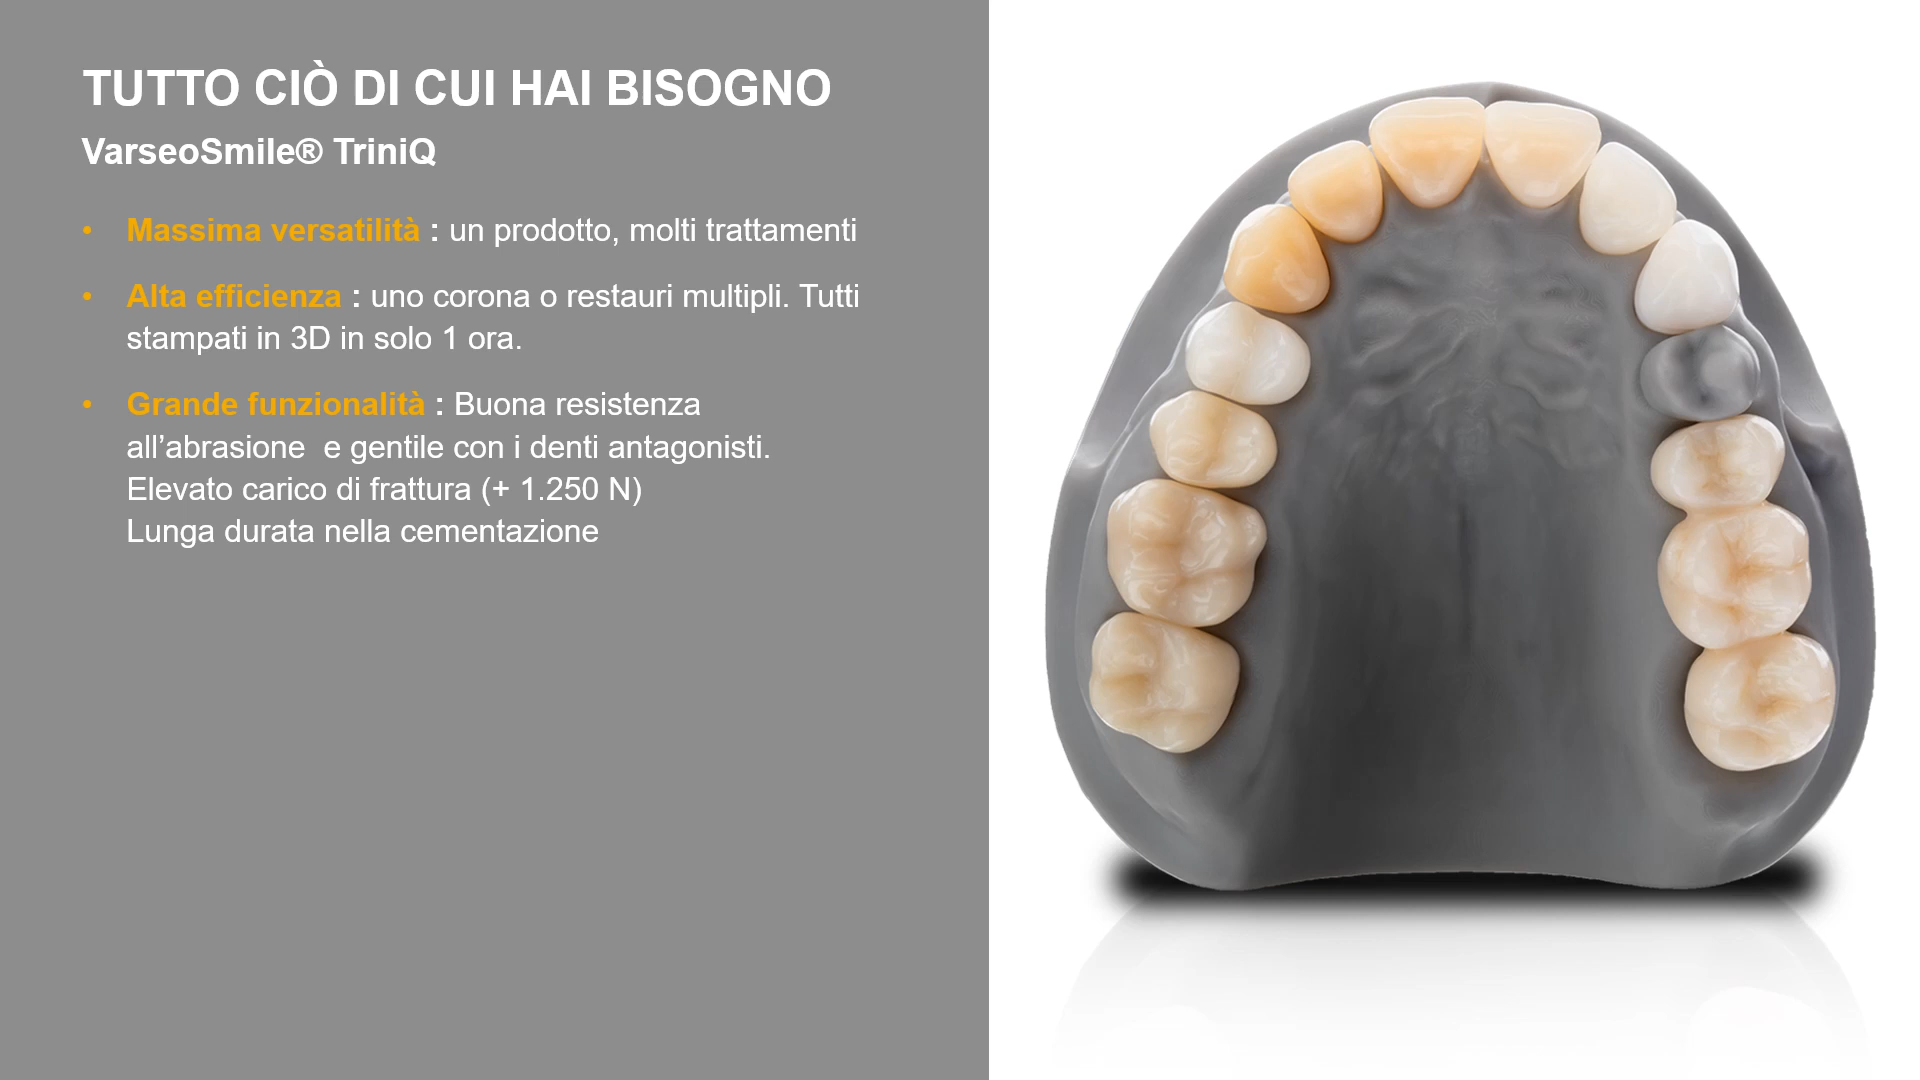 TUTTO CIÒ DI CUI HAI BISOGNO
VarseoSmile® TriniQ
• Massima versatilità : un prodotto, molti trattamenti
• Alta efficienza : uno corona o restauri multipli. Tutti
stampati in 3D in solo 1 ora.
• Grande funzionalità : Buona resistenza
all’abrasione  e gentile con i denti antagonisti.
Elevato carico di frattura (+ 1.250 N)
Lunga durata nella cementazione